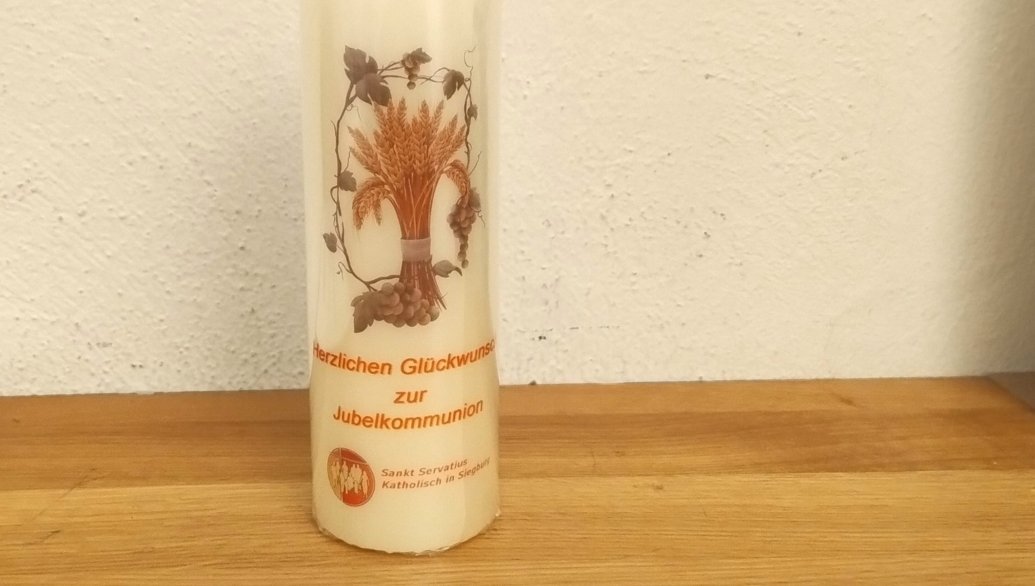 Herzlichen Glückwunsc
zur
Jubelkommunion
Sankt Servatius
Katholisch in Siegburg